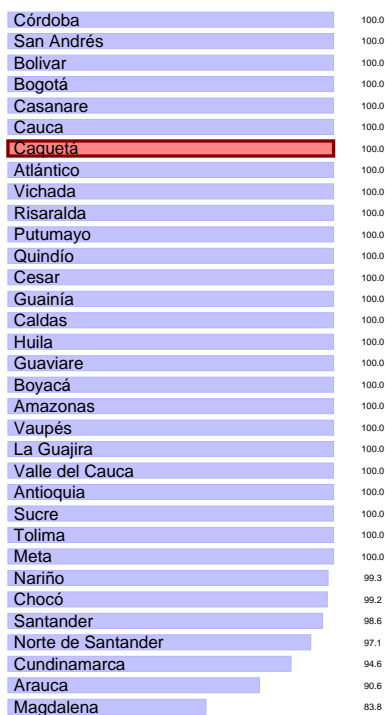 Córdoba 100.0
San Andrés 100.0
Bolivar 100.0
Bogotá 100.0
Casanare 100.0
Cauca 100.0
Caquetá 100.0
Atlántico 100.0
Vichada 100.0
Risaralda 100.0
Putumayo 100.0
Quindío 100.0
Cesar 100.0
Guainía 100.0
Caldas 100.0
Huila 100.0
Guaviare 100.0
Boyacá 100.0
Amazonas 100.0
Vaupés 100.0
La Guajira 100.0
Valle del Cauca 100.0
Antioquia 100.0
Sucre 100.0
Tolima 100.0
Meta 100.0
Nariño 99.3
Chocó 99.2
Santander 98.6
Norte de Santander 97.1
Cundinamarca 94.6
Arauca 90.6
Magdalena 83.8